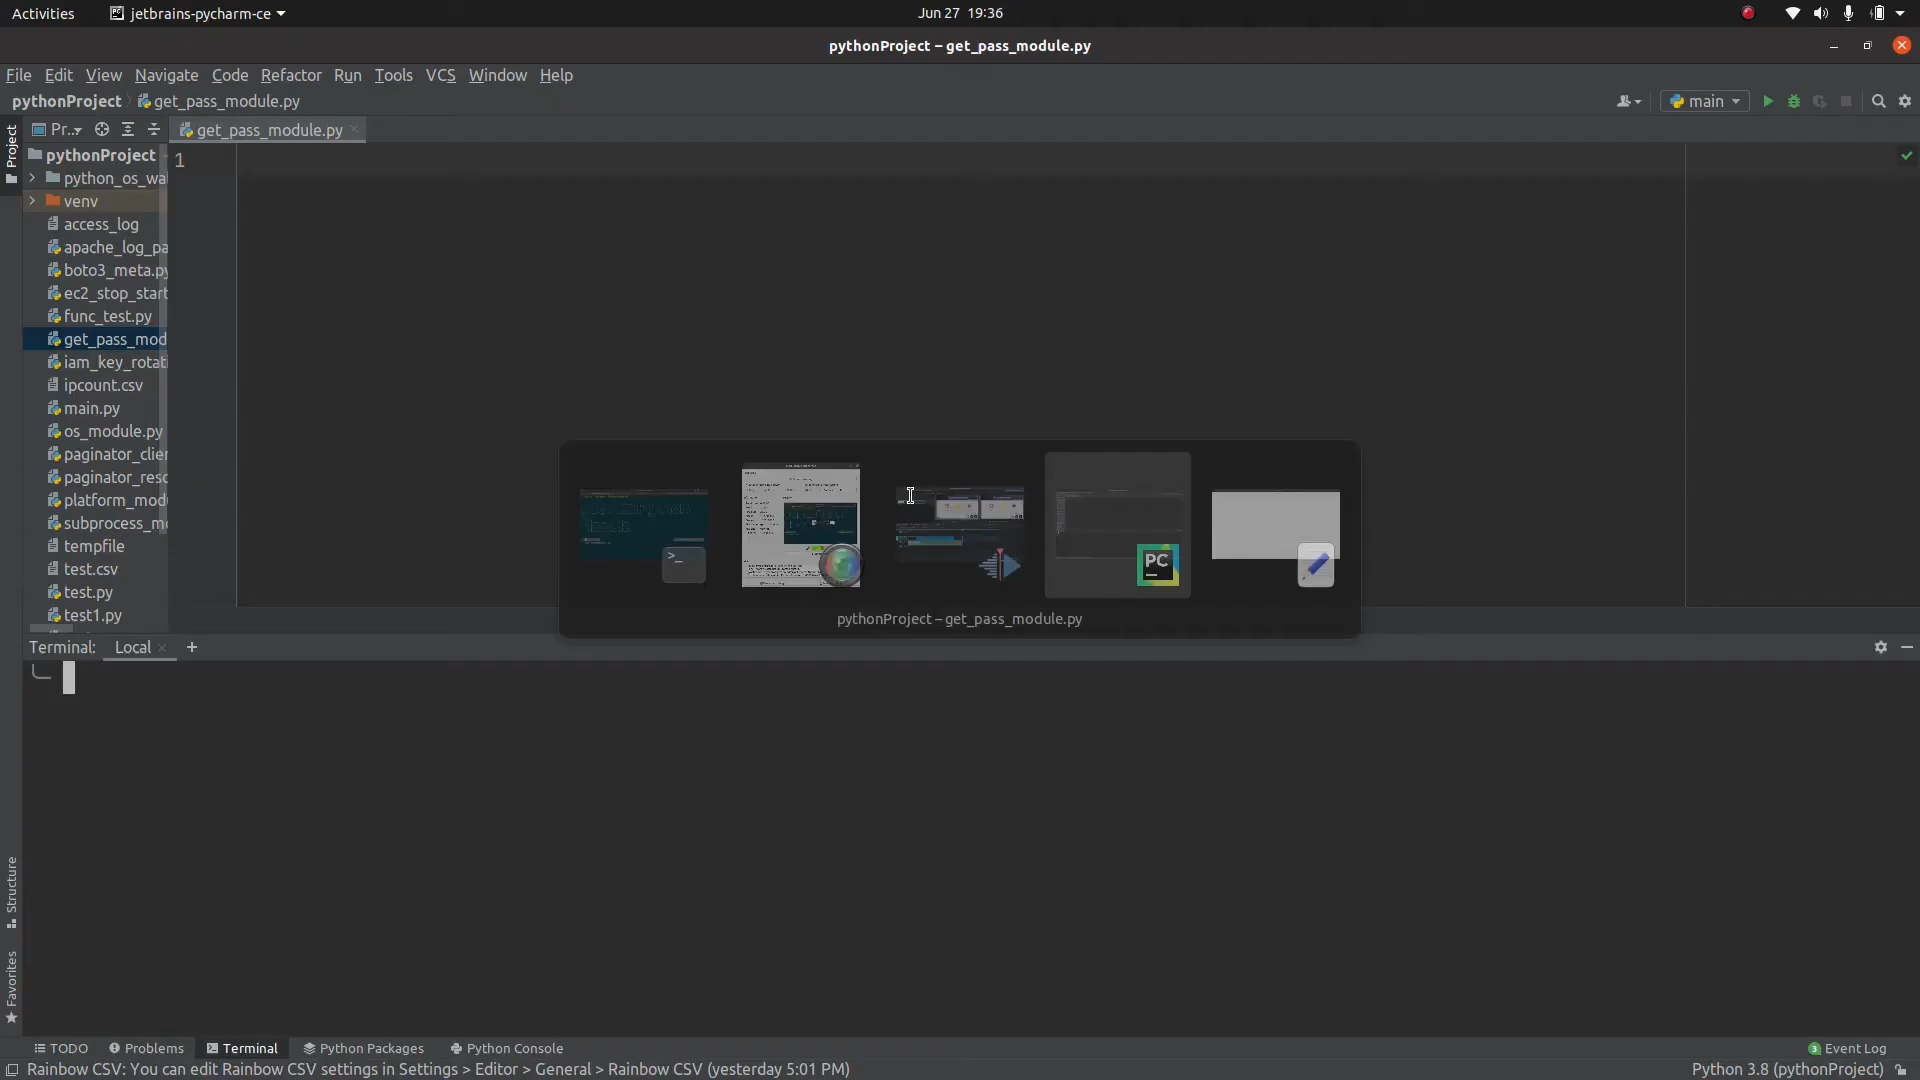 Activities jetbrains-pycharm-ce Jun 27 19:36
pythonProject – get_pass_module.py
File Edit View Navigate Code Refactor Run Tools VCS Window Help
pythonProject get_pass_module.py main
Project
Pr... get_pass_module.py
pythonProject
1
python_os_wa
venv
access_log
apache_log_pa
boto3_meta.py
ec2_stop_start
func_test.py
get_pass_mod
iam_key_rotat
ipcount.csv
main.py
os_module.py
paginator_clier
paginator_resc
platform_modu
subprocess_mo
tempfile
test.csv
test.py
test1.py
>_
PC
pythonProject – get_pass_module.py
Terminal: Local +
Structure
Favorites
TODO Problems Terminal Python Packages Python Console 3 Event Log
Rainbow CSV: You can edit Rainbow CSV settings in Settings > Editor > General > Rainbow CSV (yesterday 5:01 PM) Python 3.8 (pythonProject)